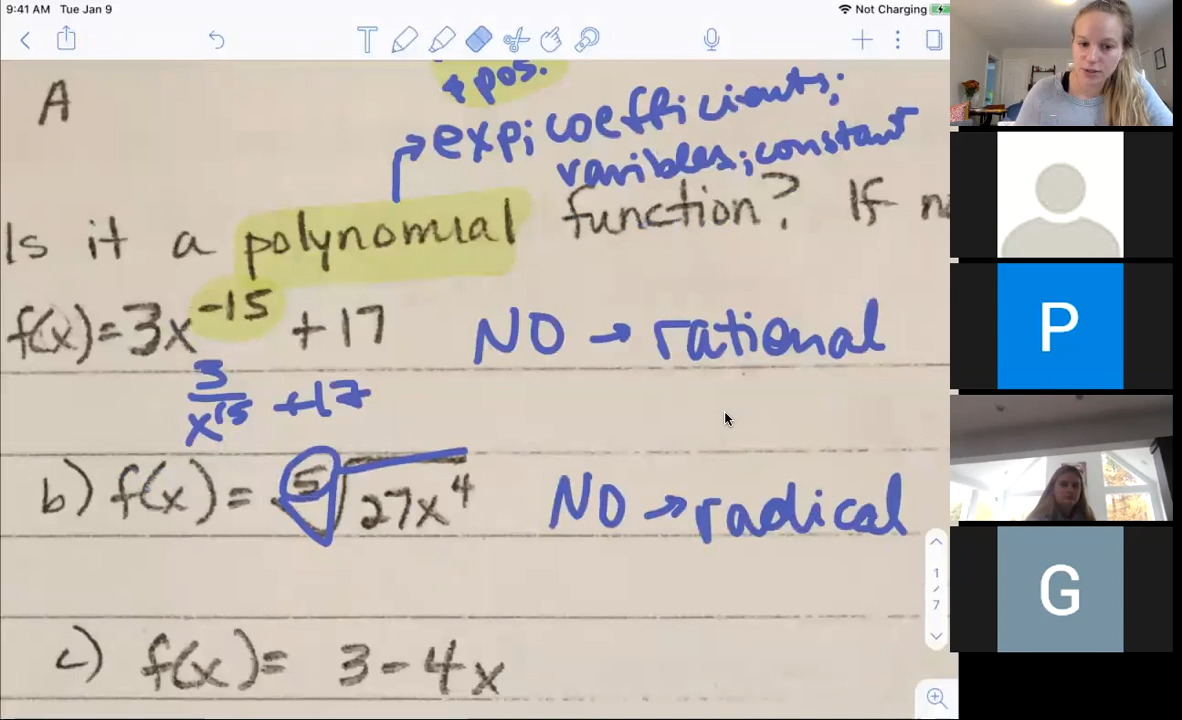 9:41 AM Tue Jan 9
Not Charging
+ pos.
A
exp; coefficients;
varibles; constant
Is it a polynomial function? If
f(x)=3x^-15 +17 NO → rational
3/x^15 +17
b) f(x) = ⁵√27x⁴ NO → radical
c) f(x)= 3-4x
1
/
7
P
G
T